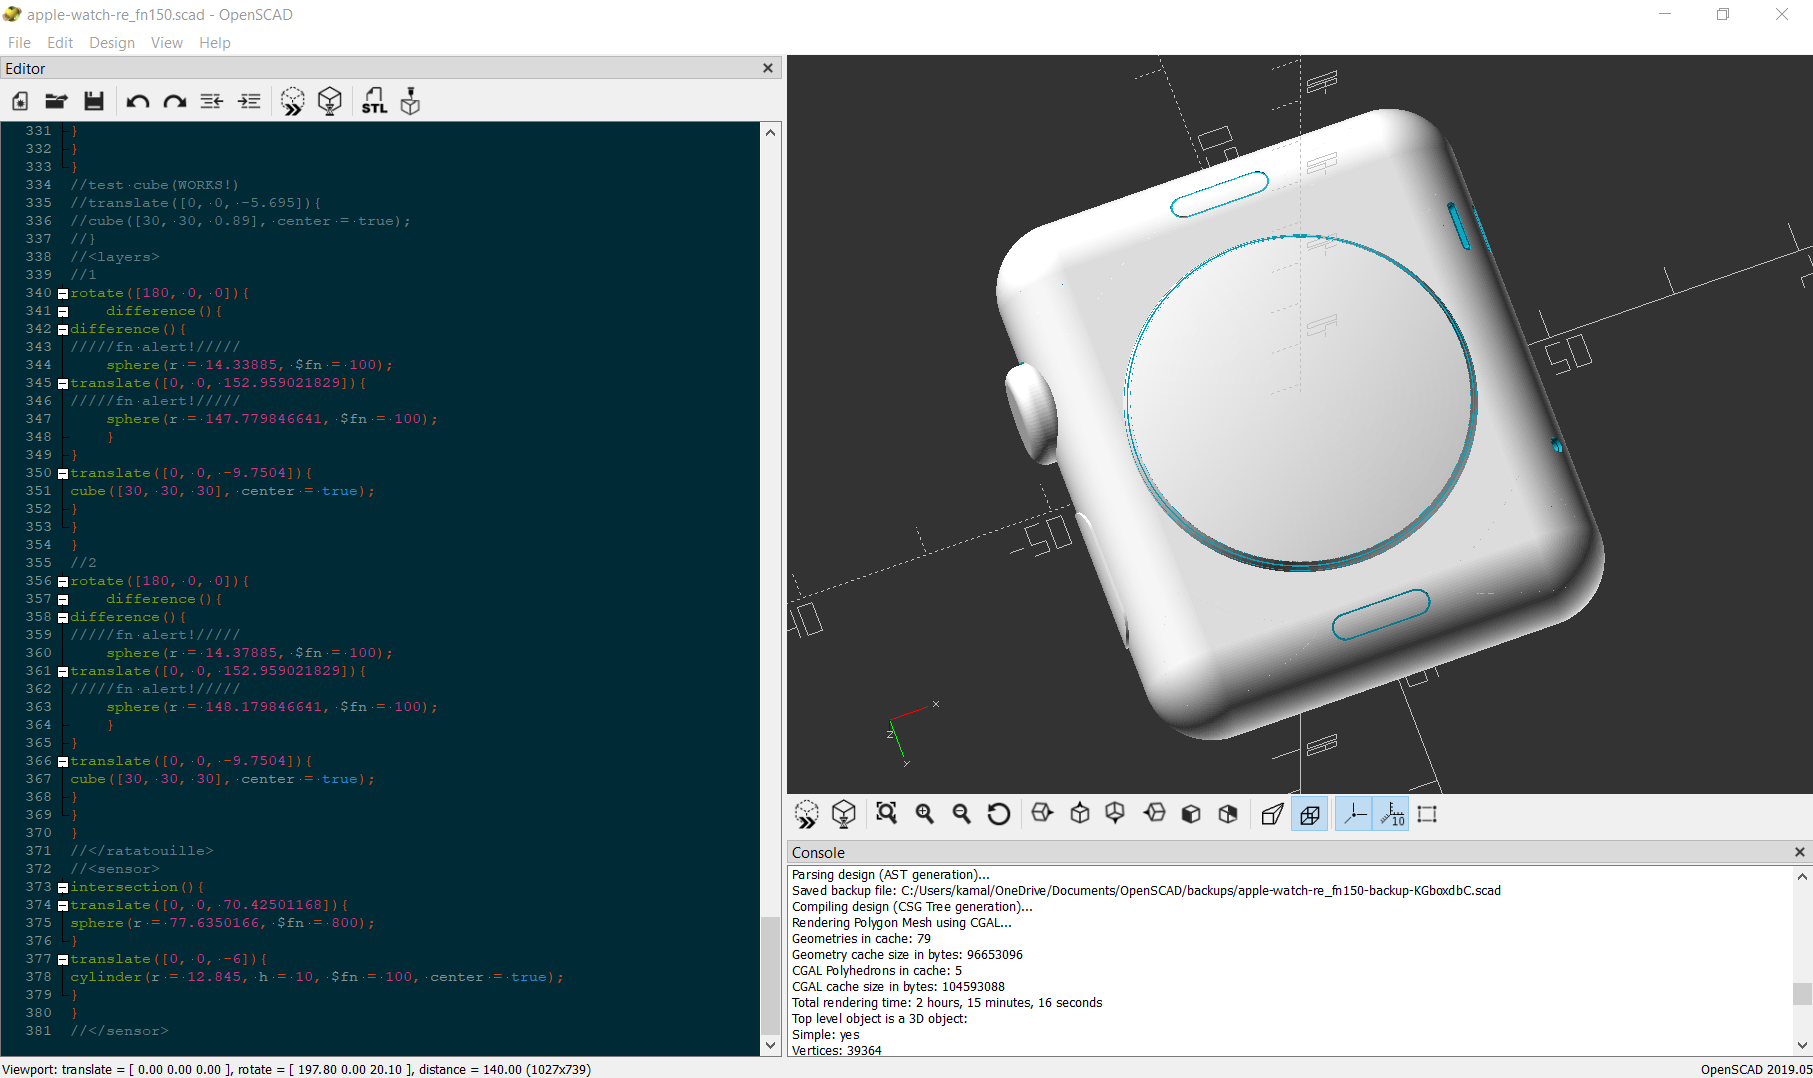 apple-watch-re_fn150.scad - OpenSCAD
File Edit Design View Help
Editor
STL
331 }
332 }
333 }
334 //test cube(WORKS!)
335 //translate([0, 0, -5.695]){
336 //cube([30, 30, 0.89], center = true);
337 //}
338 //<layers>
339 //1
340 rotate([180, 0, 0]){
341 difference(){
342 difference(){
343 /////fn alert!/////
344 sphere(r = 14.33885, $fn = 100);
345 translate([0, 0, 152.959021829]){
346 /////fn alert!/////
347 sphere(r = 147.779846641, $fn = 100);
348 }
349 }
350 translate([0, 0, -9.7504]){
351 cube([30, 30, 30], center = true);
352 }
353 }
354 }
355 //2
356 rotate([180, 0, 0]){
357 difference(){
358 difference(){
359 /////fn alert!/////
360 sphere(r = 14.37885, $fn = 100);
361 translate([0, 0, 152.959021829]){
362 /////fn alert!/////
363 sphere(r = 148.179846641, $fn = 100);
364 }
365 }
366 translate([0, 0, -9.7504]){
367 cube([30, 30, 30], center = true);
368 }
369 }
370 }
371 //</ratatouille>
372 //<sensor>
373 intersection(){
374 translate([0, 0, 70.42501168]){
375 sphere(r = 77.6350166, $fn = 800);
376 }
377 translate([0, 0, -6]){
378 cylinder(r = 12.845, h = 10, $fn = 100, center = true);
379 }
380 }
381 //</sensor>
x
z
y
10
Console
Parsing design (AST generation)...
Saved backup file: C:/Users/kamal/OneDrive/Documents/OpenSCAD/backups/apple-watch-re_fn150-backup-KGboxdbC.scad
Compiling design (CSG Tree generation)...
Rendering Polygon Mesh using CGAL...
Geometries in cache: 79
Geometry cache size in bytes: 96653096
CGAL Polyhedrons in cache: 5
CGAL cache size in bytes: 104593088
Total rendering time: 2 hours, 15 minutes, 16 seconds
Top level object is a 3D object:
Simple: yes
Vertices: 39364
Viewport: translate = [ 0.00 0.00 0.00 ], rotate = [ 197.80 0.00 20.10 ], distance = 140.00 (1027x739)
OpenSCAD 2019.05